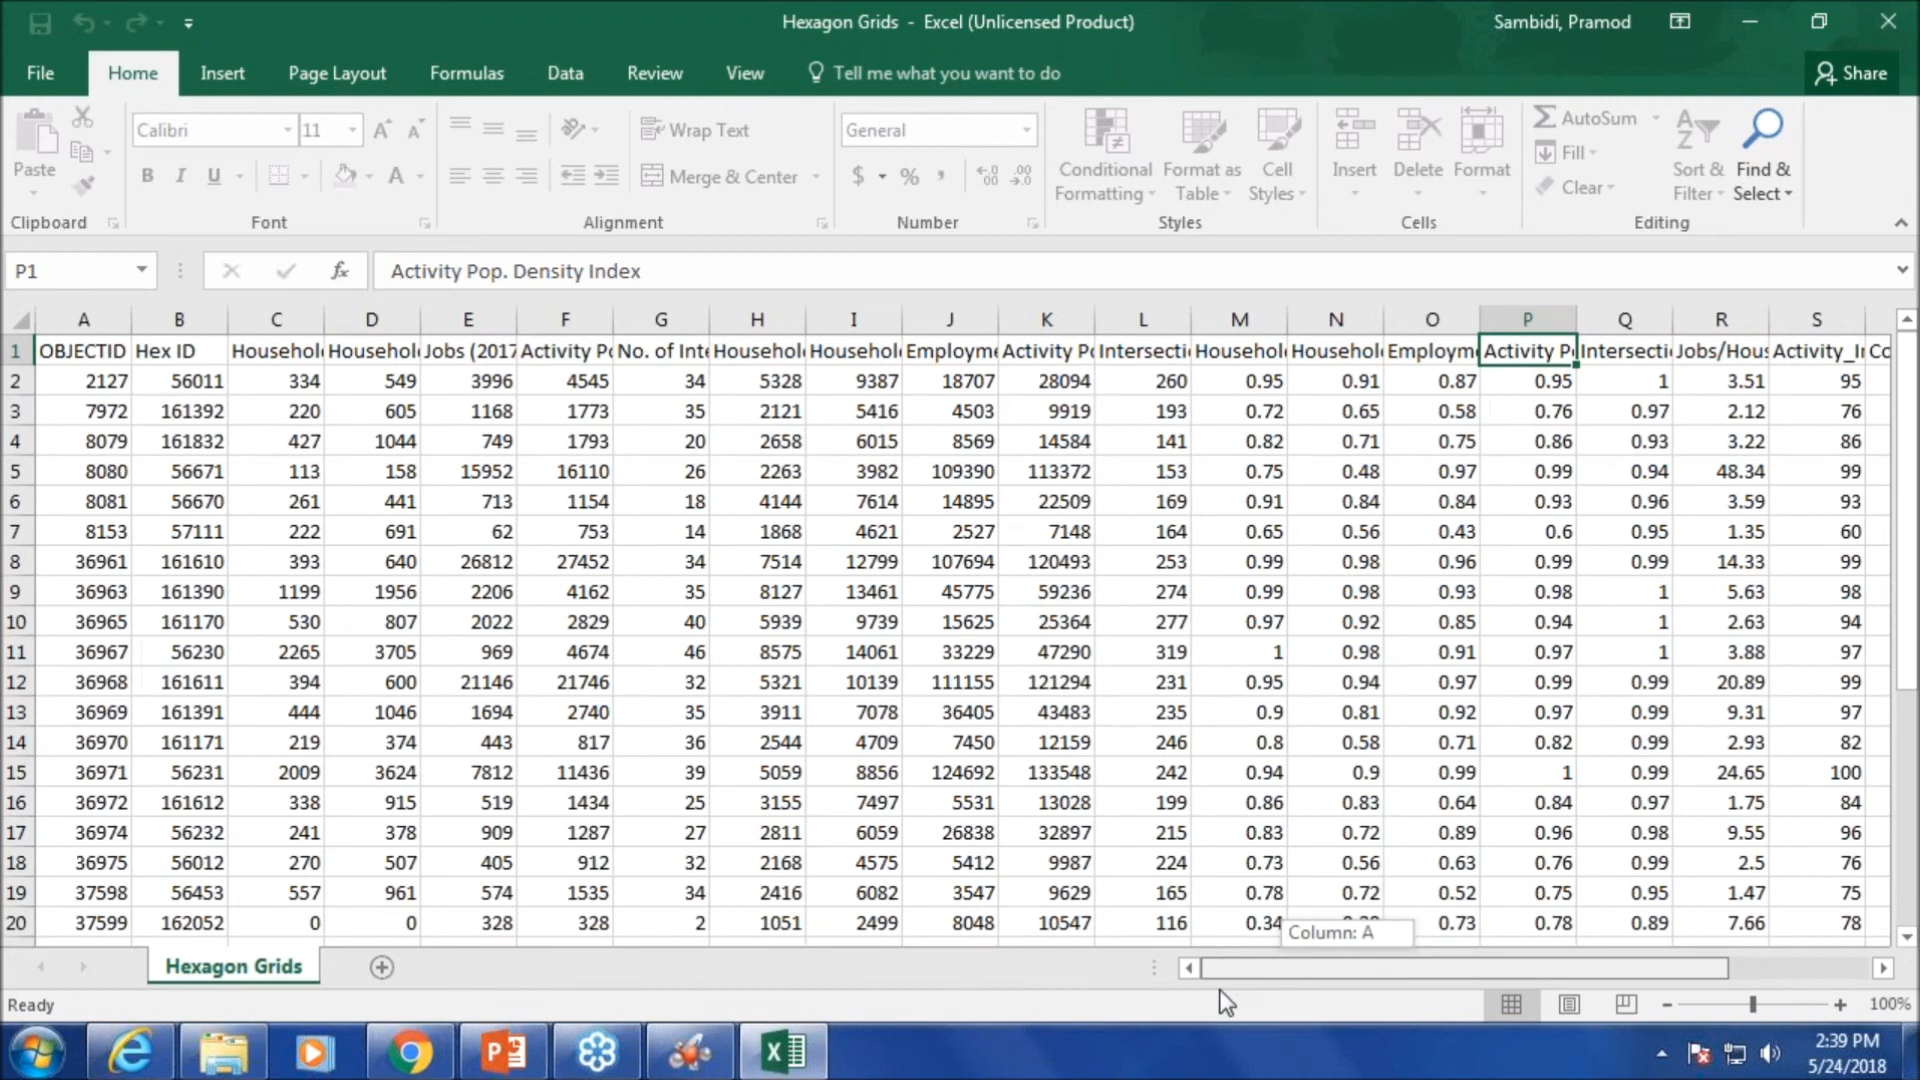 Hexagon Grids - Excel (Unlicensed Product)
Sambidi, Pramod
File Home Insert Page Layout Formulas Data Review View Tell me what you want to do Share
Calibri 11 Wrap Text General AutoSum
Paste B I U A Merge & Center $ % , Conditional Formatting Format as Table Cell Styles Insert Delete Format Fill Clear Sort & Filter Find & Select
Clipboard Font Alignment Number Styles Cells Editing
P1 fx Activity Pop. Density Index
A B C D E F G H I J K L M N O P Q R S
1 OBJECTID Hex ID Househol Househol Jobs (2017 Activity Po No. of Inte Househol Househol Employme Activity Po Intersecti Househol Househol Employm Activity P Intersecti Jobs/Hous Activity_I Co
2 2127 56011 334 549 3996 4545 34 5328 9387 18707 28094 260 0.95 0.91 0.87 0.95 1 3.51 95
3 7972 161392 220 605 1168 1773 35 2121 5416 4503 9919 193 0.72 0.65 0.58 0.76 0.97 2.12 76
4 8079 161832 427 1044 749 1793 20 2658 6015 8569 14584 141 0.82 0.71 0.75 0.86 0.93 3.22 86
5 8080 56671 113 158 15952 16110 26 2263 3982 109390 113372 153 0.75 0.48 0.97 0.99 0.94 48.34 99
6 8081 56670 261 441 713 1154 18 4144 7614 14895 22509 169 0.91 0.84 0.84 0.93 0.96 3.59 93
7 8153 57111 222 691 62 753 14 1868 4621 2527 7148 164 0.65 0.56 0.43 0.6 0.95 1.35 60
8 36961 161610 393 640 26812 27452 34 7514 12799 107694 120493 253 0.99 0.98 0.96 0.99 0.99 14.33 99
9 36963 161390 1199 1956 2206 4162 35 8127 13461 45775 59236 274 0.99 0.98 0.93 0.98 1 5.63 98
10 36965 161170 530 807 2022 2829 40 5939 9739 15625 25364 277 0.97 0.92 0.85 0.94 1 2.63 94
11 36967 56230 2265 3705 969 4674 46 8575 14061 33229 47290 319 1 0.98 0.91 0.97 1 3.88 97
12 36968 161611 394 600 21146 21746 32 5321 10139 111155 121294 231 0.95 0.94 0.97 0.99 0.99 20.89 99
13 36969 161391 444 1046 1694 2740 35 3911 7078 36405 43483 235 0.9 0.81 0.92 0.97 0.99 9.31 97
14 36970 161171 219 374 443 817 36 2544 4709 7450 12159 246 0.8 0.58 0.71 0.82 0.99 2.93 82
15 36971 56231 2009 3624 7812 11436 39 5059 8856 124692 133548 242 0.94 0.9 0.99 1 0.99 24.65 100
16 36972 161612 338 915 519 1434 25 3155 7497 5531 13028 199 0.86 0.83 0.64 0.84 0.97 1.75 84
17 36974 56232 241 378 909 1287 27 2811 6059 26838 32897 215 0.83 0.72 0.89 0.96 0.98 9.55 96
18 36975 56012 270 507 405 912 32 2168 4575 5412 9987 224 0.73 0.56 0.63 0.76 0.99 2.5 76
19 37598 56453 557 961 574 1535 34 2416 6082 3547 9629 165 0.78 0.72 0.52 0.75 0.95 1.47 75
20 37599 162052 0 0 328 328 2 1051 2499 8048 10547 116 0.34 0.73 0.78 0.89 7.66 78
Column: A
Hexagon Grids
Ready 100%
2:39 PM
5/24/2018